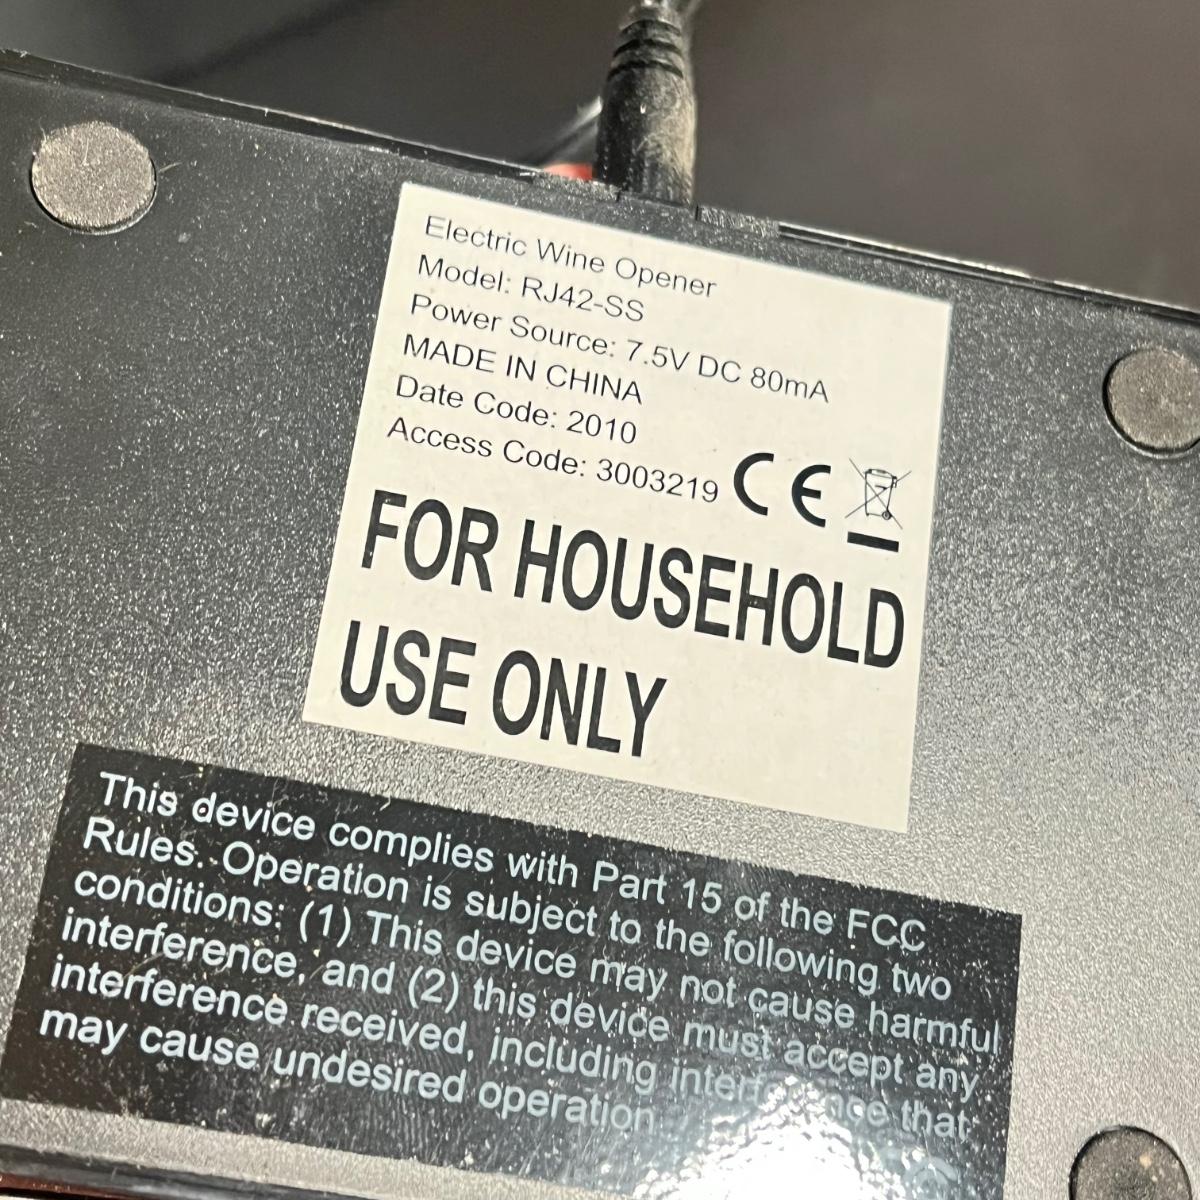 Electric Wine Opener
Model: RJ42-SS
Power Source: 7.5V DC 80mA
MADE IN CHINA
Date Code: 2010
Access Code: 3003219
CE
FOR HOUSEHOLD
USE ONLY
This device complies with Part 15 of the FCC
Rules. Operation is subject to the following two
conditions: (1) This device may not cause harmful
interference, and (2) this device must accept any
interference received, including interference that
may cause undesired operation.